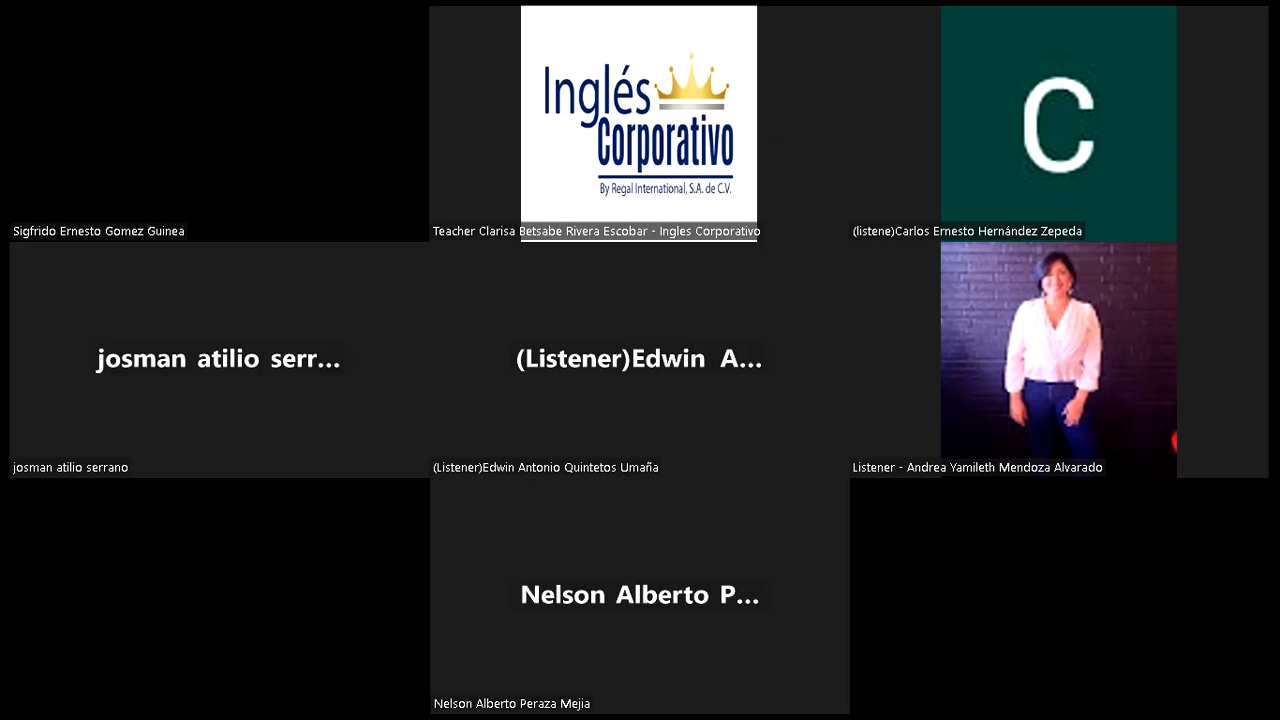 Inglés
Corporativo
By Regal International, S.A. de C.V.
C
Sigfrido Ernesto Gomez Guinea
Teacher Clarisa Betsabe Rivera Escobar - Ingles Corporativo
(listene)Carlos Ernesto Hernández Zepeda
josman atilio serr...
(Listener)Edwin A...
josman atilio serrano
(Listener)Edwin Antonio Quintetos Umaña
Listener - Andrea Yamileth Mendoza Alvarado
Nelson Alberto P...
Nelson Alberto Peraza Mejia